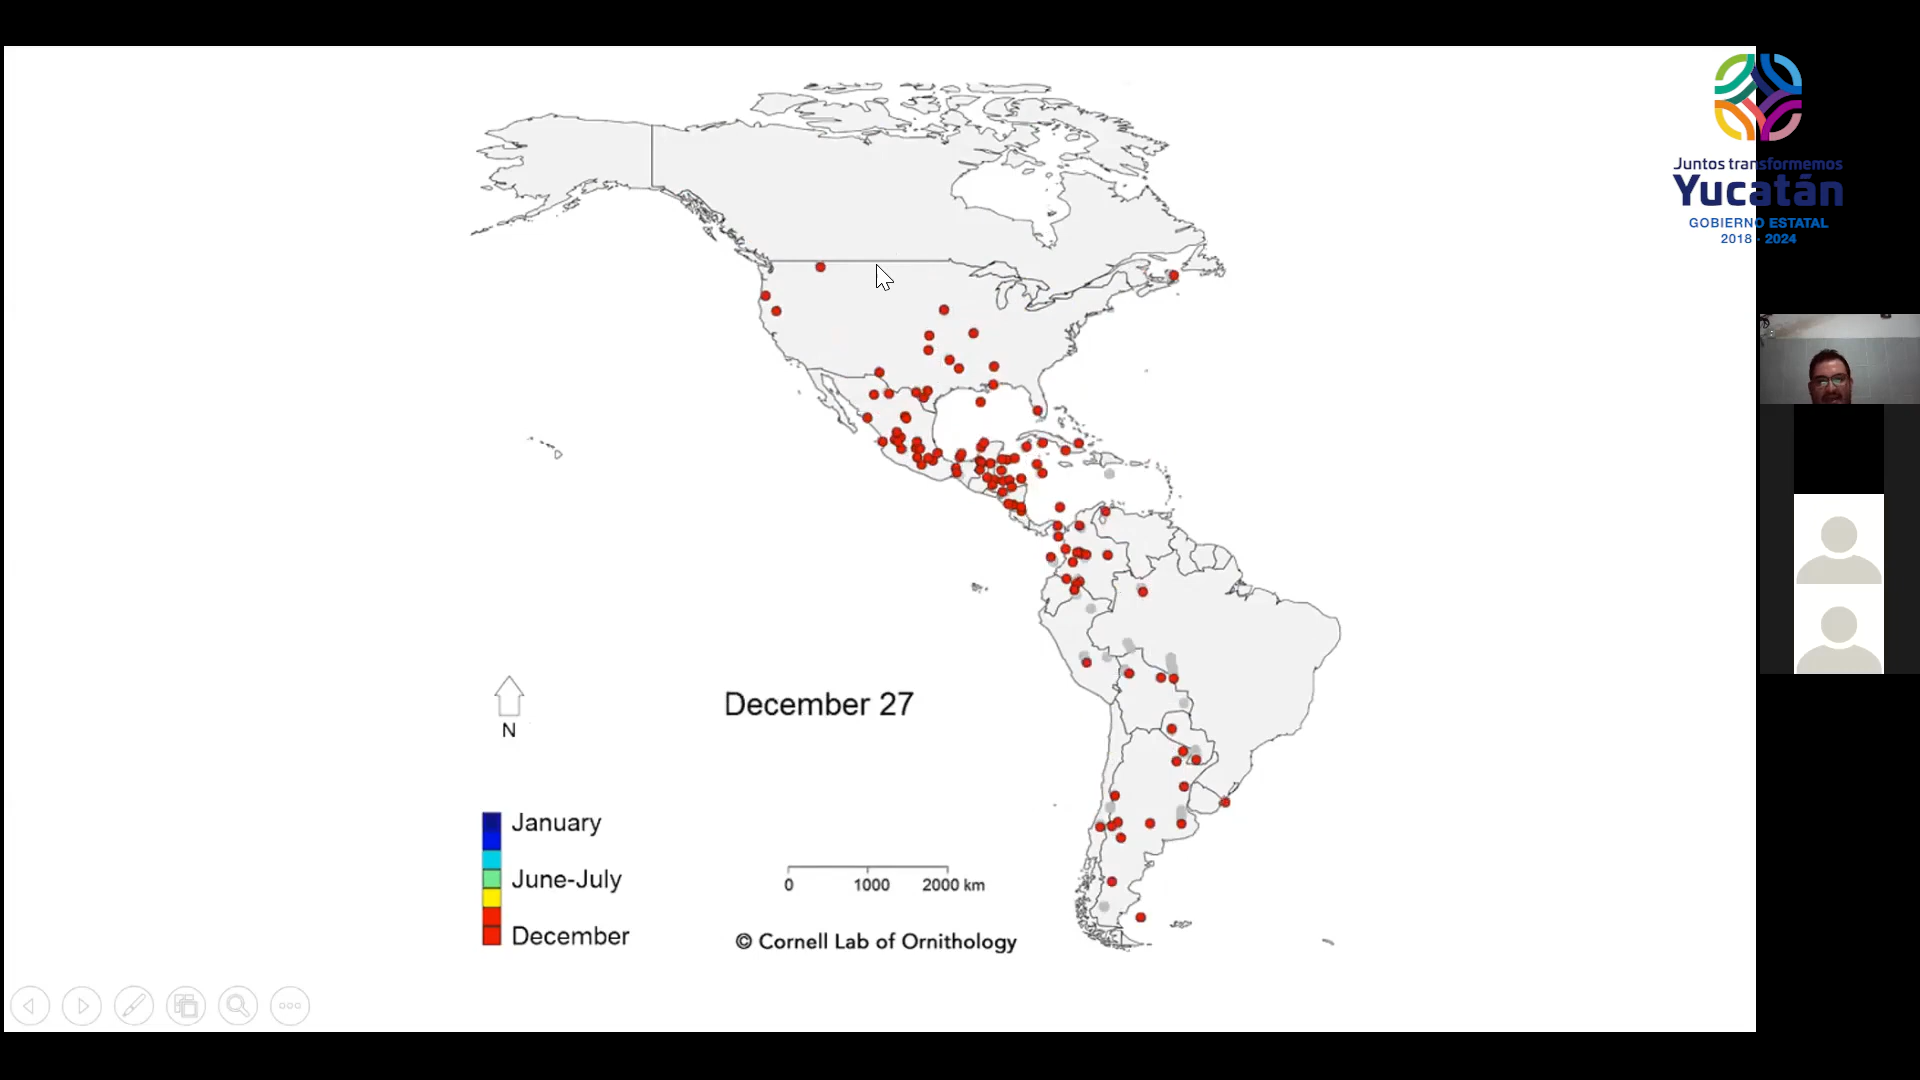 Juntos transformemos
Yucatán
GOBIERNO ESTATAL
2018 - 2024
December 27
N
January
June-July
December
0 1000 2000 km
© Cornell Lab of Ornithology